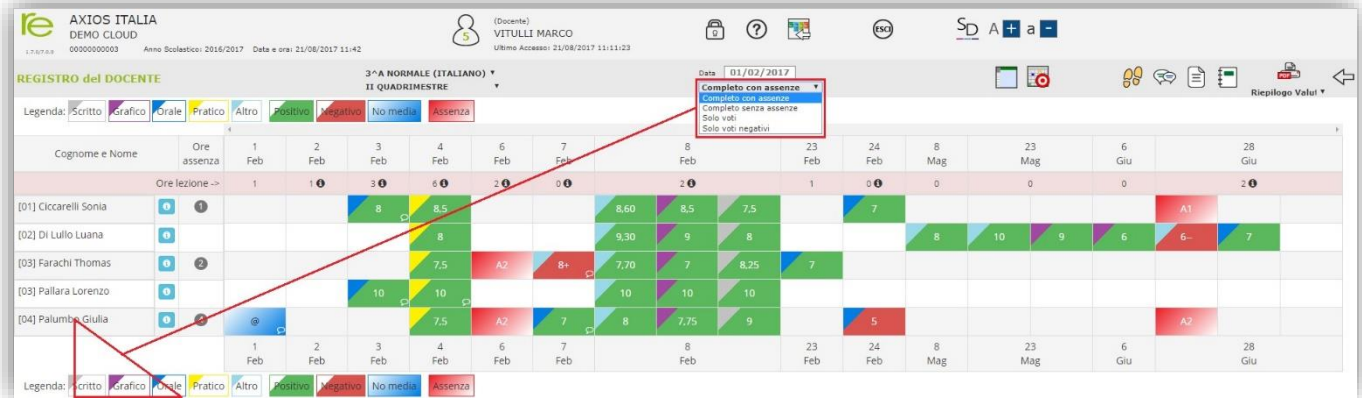 re AXIOS ITALIA
DEMO CLOUD
1.7.0/7.0.0 00000000003 Anno Scolastico: 2016/2017 Data e ora: 21/08/2017 11:42
5 (Docente)
VITULLI MARCO
Ultimo Accesso: 21/08/2017 11:11:23
ESCI SD A + a -
REGISTRO del DOCENTE
3^A NORMALE (ITALIANO)
II QUADRIMESTRE
Data 01/02/2017
Completo con assenze
Completo con assenze
Completo senza assenze
Solo voti
Solo voti negativi
PDF
Riepilogo Valut
Legenda: Scritto Grafico Orale Pratico Altro Positivo Negativo No media Assenza
Cognome e Nome Ore assenza 1 Feb 2 Feb 3 Feb 4 Feb 6 Feb 7 Feb 8 Feb 23 Feb 24 Feb 8 Mag 23 Mag 6 Giu 28 Giu
Ore lezione -> 1 1 3 6 2 0 2 1 0 0 0 0 2
[01] Ciccarelli Sonia 1 8 8,5 8,60 8,5 7,5 7 A1
[02] Di Lullo Luana 8 9,30 9 8 8 10 9 6 6-- 7
[03] Farachi Thomas 2 7,5 A2 8+ 7,70 7 8,25 7
[03] Pallara Lorenzo 10 10 10 10 10
[04] Palumbo Giulia 4 @ 7,5 A2 7 8 7,75 9 5 A2
1 Feb 2 Feb 3 Feb 4 Feb 6 Feb 7 Feb 8 Feb 23 Feb 24 Feb 8 Mag 23 Mag 6 Giu 28 Giu
Legenda: Scritto Grafico Orale Pratico Altro Positivo Negativo No media Assenza